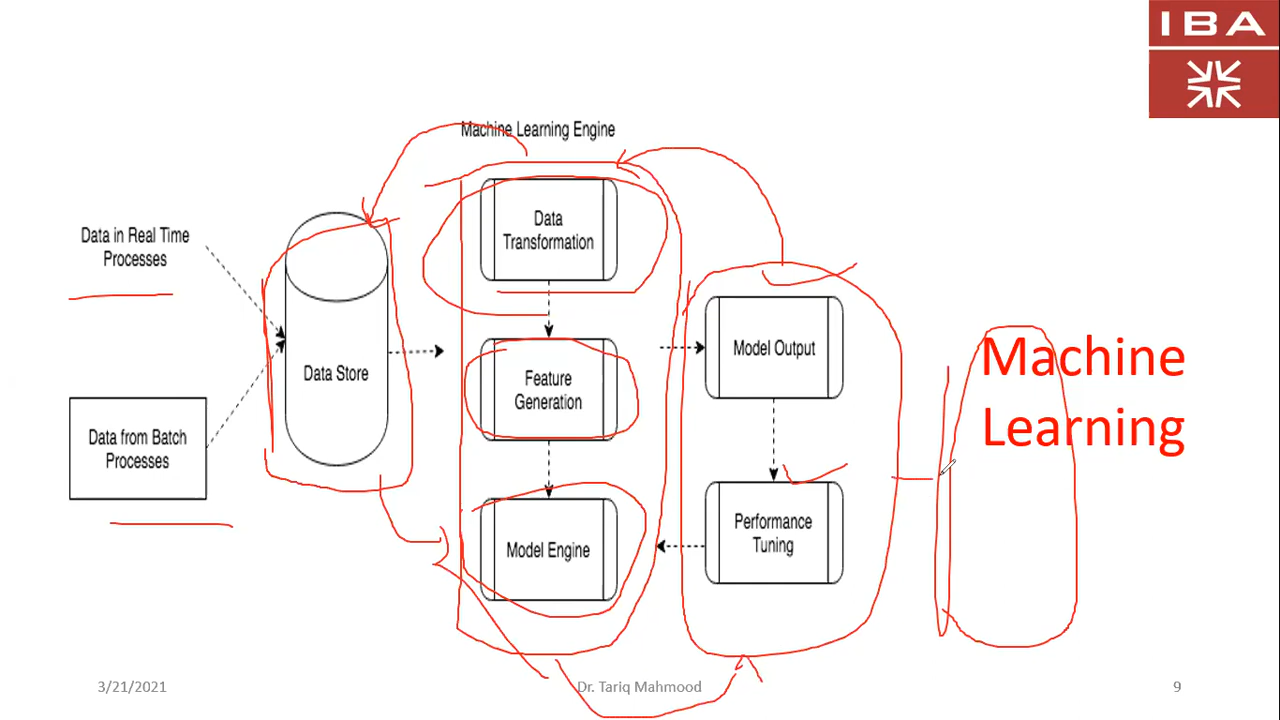 IBA
Machine Learning Engine
Data in Real Time
Processes
Data from Batch
Processes
Data Store
Data
Transformation
Feature
Generation
Model Engine
Model Output
Performance
Tuning
Machine
Learning
3/21/2021
Dr. Tariq Mahmood
9